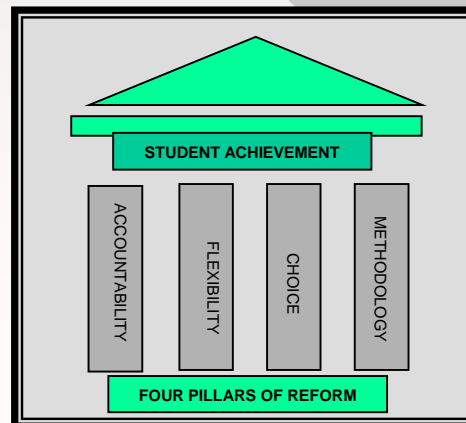 STUDENT ACHIEVEMENT
ACCOUNTABILITY
FLEXIBILITY
CHOICE
METHODOLOGY
FOUR PILLARS OF REFORM